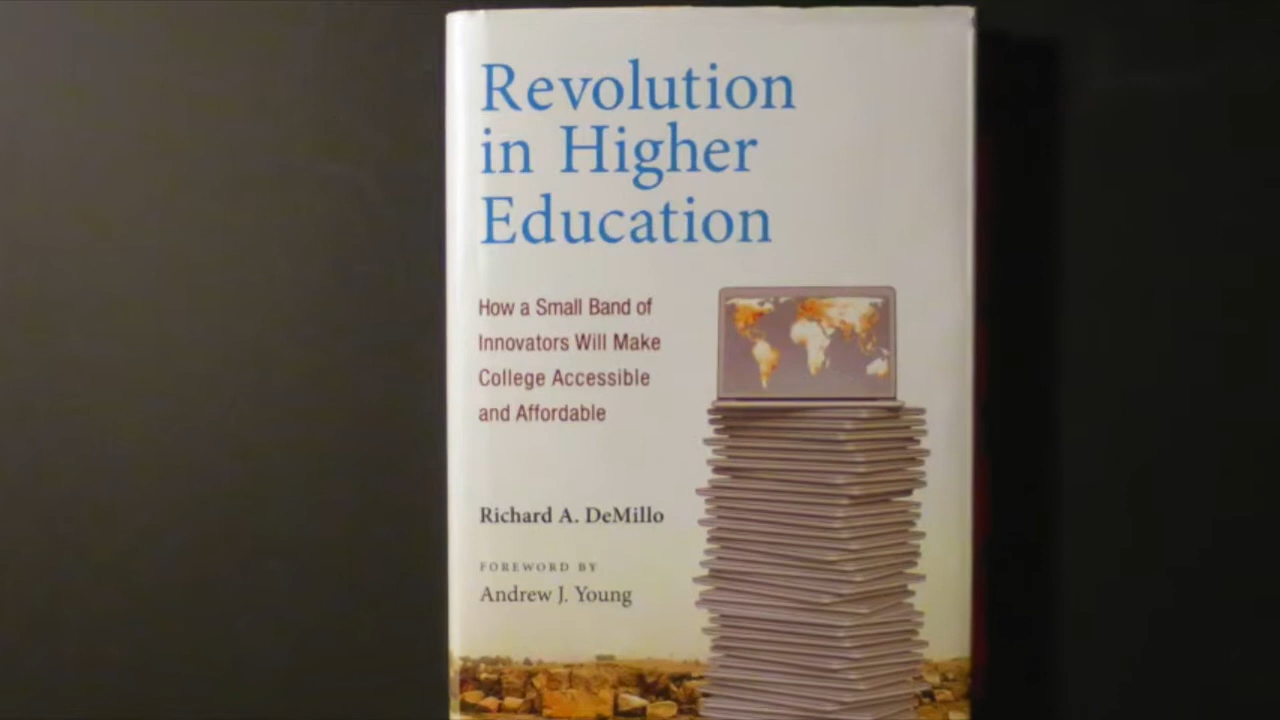 Revolution
in Higher
Education
How a Small Band of
Innovators Will Make
College Accessible
and Affordable
Richard A. DeMillo
FOREWORD BY
Andrew J. Young